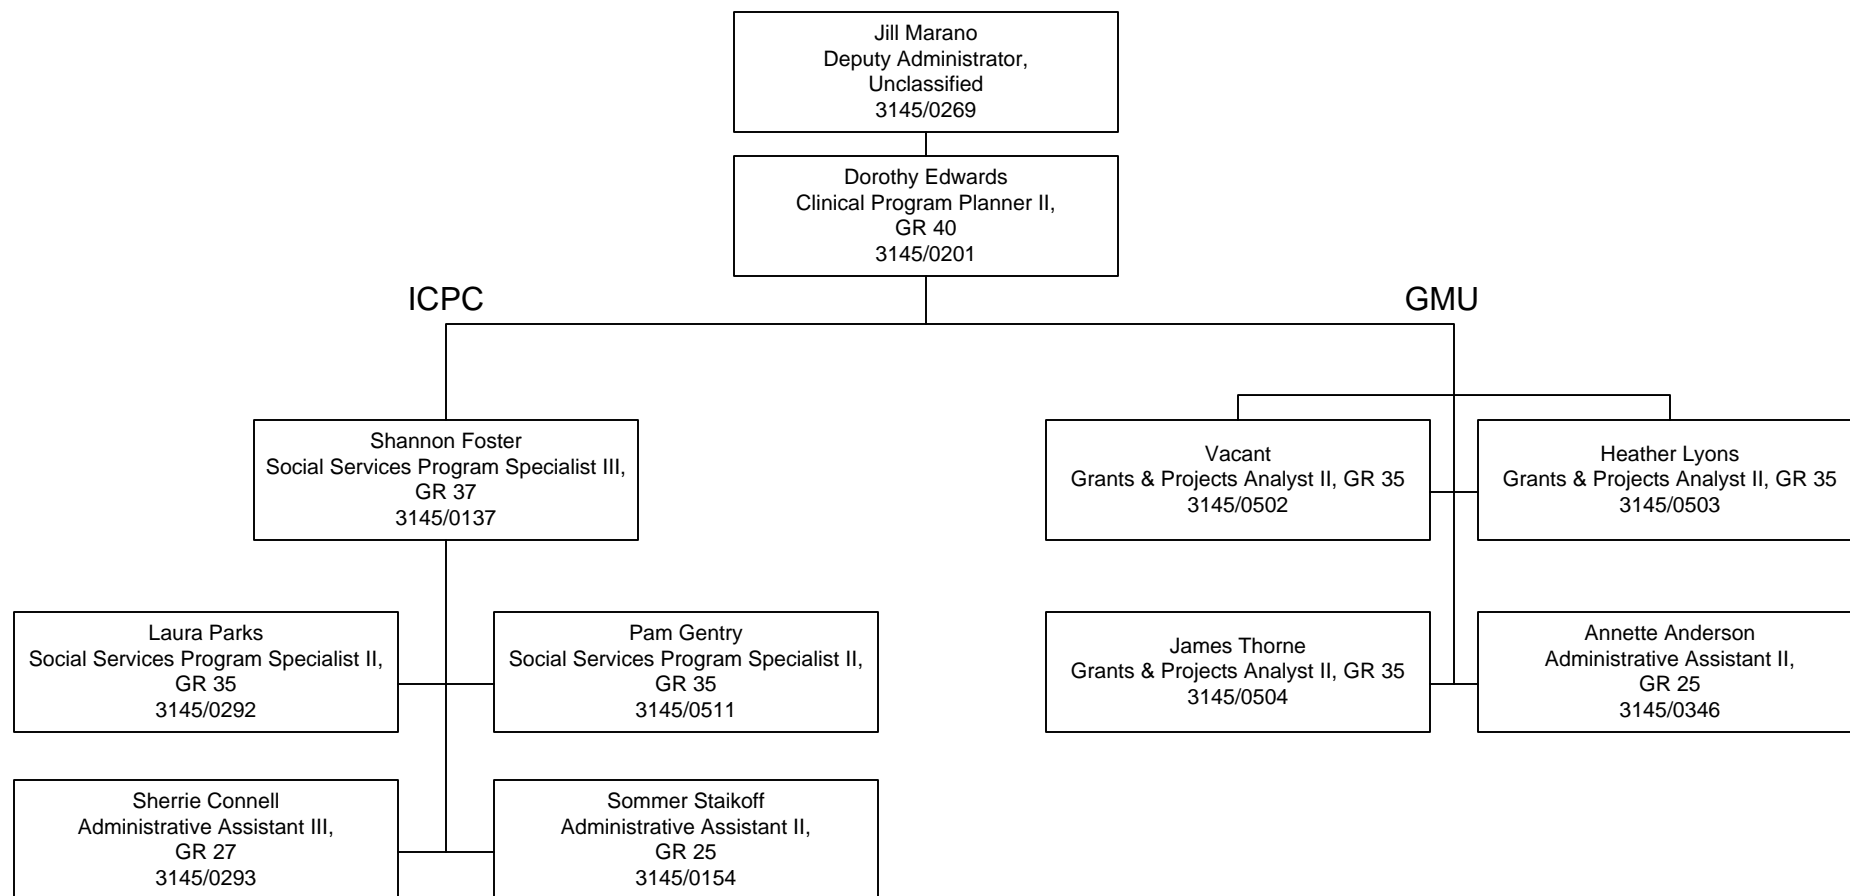 Jill Marano
Deputy Administrator,
Unclassified
3145/0269
Dorothy Edwards
Clinical Program Planner II,
GR 40
3145/0201
ICPC
GMU
Shannon Foster
Social Services Program Specialist III,
GR 37
3145/0137
Vacant
Grants & Projects Analyst II, GR 35
3145/0502
Heather Lyons
Grants & Projects Analyst II, GR 35
3145/0503
Laura Parks
Social Services Program Specialist II,
GR 35
3145/0292
Pam Gentry
Social Services Program Specialist II,
GR 35
3145/0511
James Thorne
Grants & Projects Analyst II, GR 35
3145/0504
Annette Anderson
Administrative Assistant II,
GR 25
3145/0346
Sherrie Connell
Administrative Assistant III,
GR 27
3145/0293
Sommer Staikoff
Administrative Assistant II,
GR 25
3145/0154